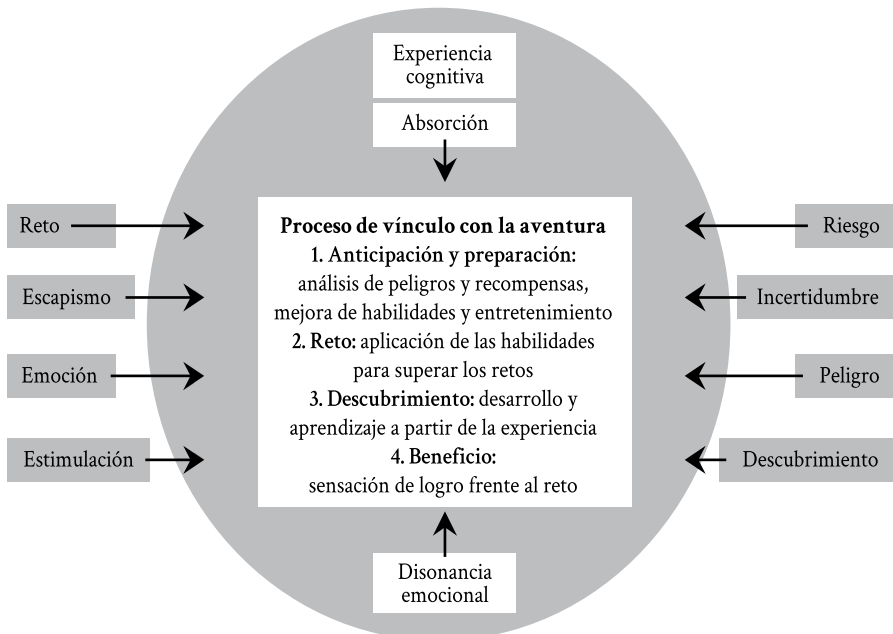 Experiencia
cognitiva
Absorción
Reto
Escapismo
Emoción
Estimulación
Proceso de vínculo con la aventura
1. Anticipación y preparación:
análisis de peligros y recompensas,
mejora de habilidades y entretenimiento
2. Reto: aplicación de las habilidades
para superar los retos
3. Descubrimiento: desarrollo y
aprendizaje a partir de la experiencia
4. Beneficio:
sensación de logro frente al reto
Riesgo
Incertidumbre
Peligro
Descubrimiento
Disonancia
emocional